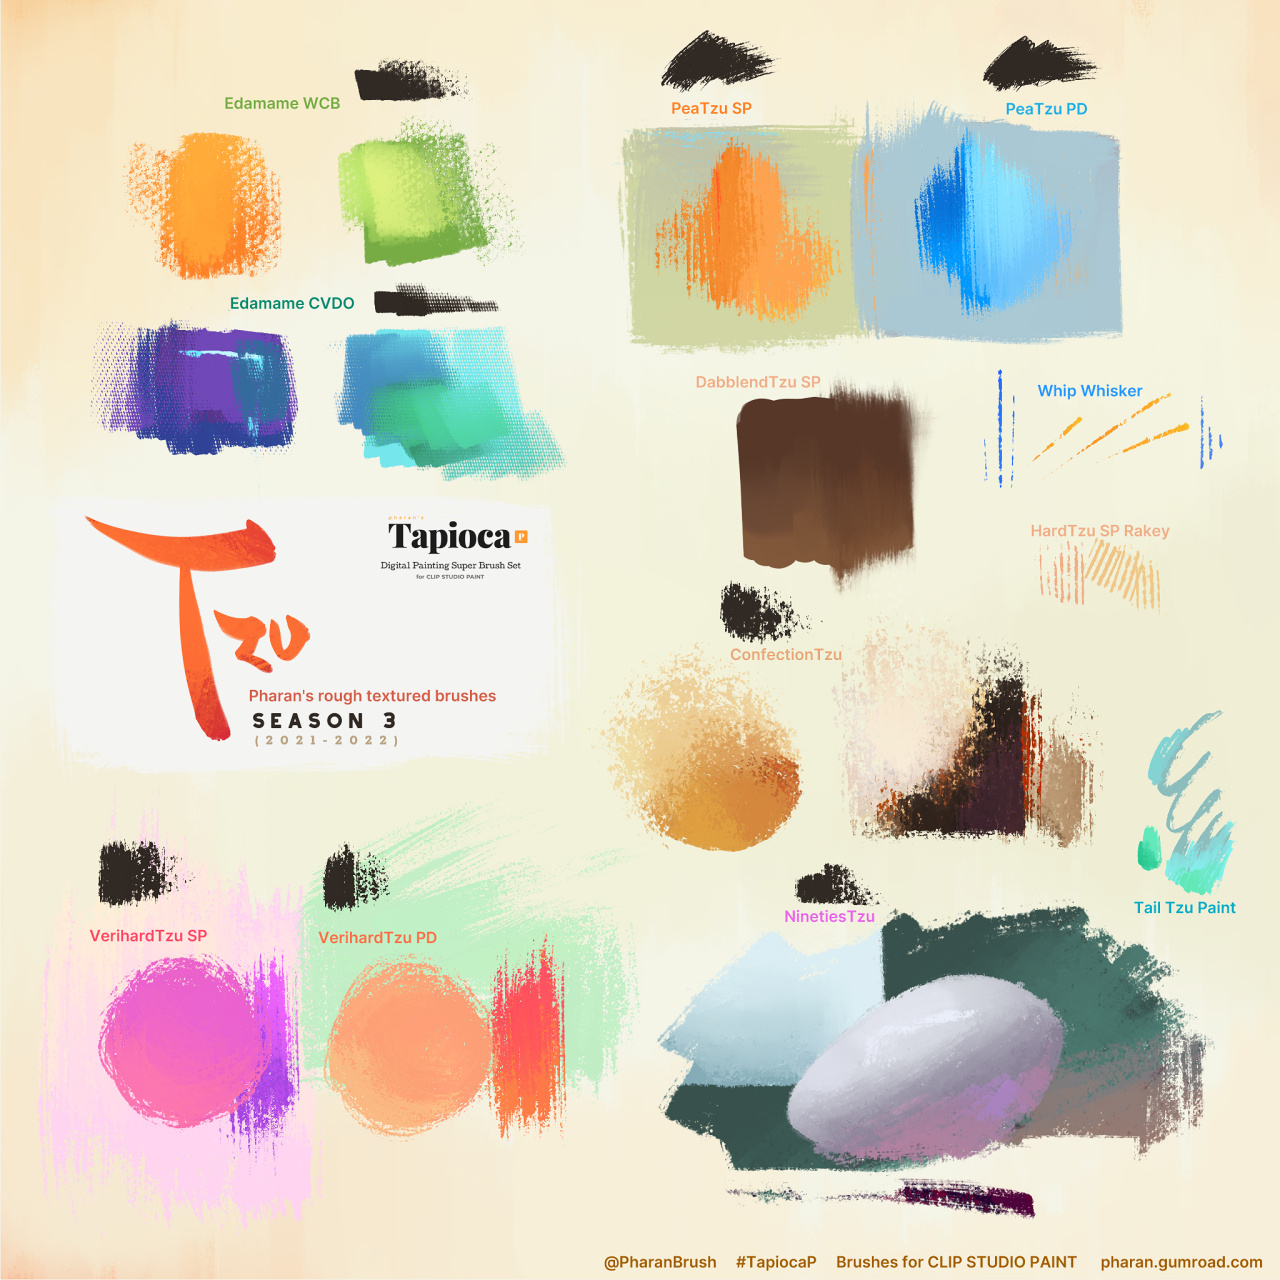 Edamame WCB
PeaTzu SP
PeaTzu PD
Edamame CVDO
DabblendTzu SP
Whip Whisker
HardTzu SP Rakey
pharan's
Tapioca P
Digital Painting Super Brush Set
for CLIP STUDIO PAINT
Tzu
Pharan's rough textured brushes
SEASON 3
(2021-2022)
ConfectionTzu
NinetiesTzu
Tail Tzu Paint
VerihardTzu SP
VerihardTzu PD
@PharanBrush #TapiocaP Brushes for CLIP STUDIO PAINT pharan.gumroad.com